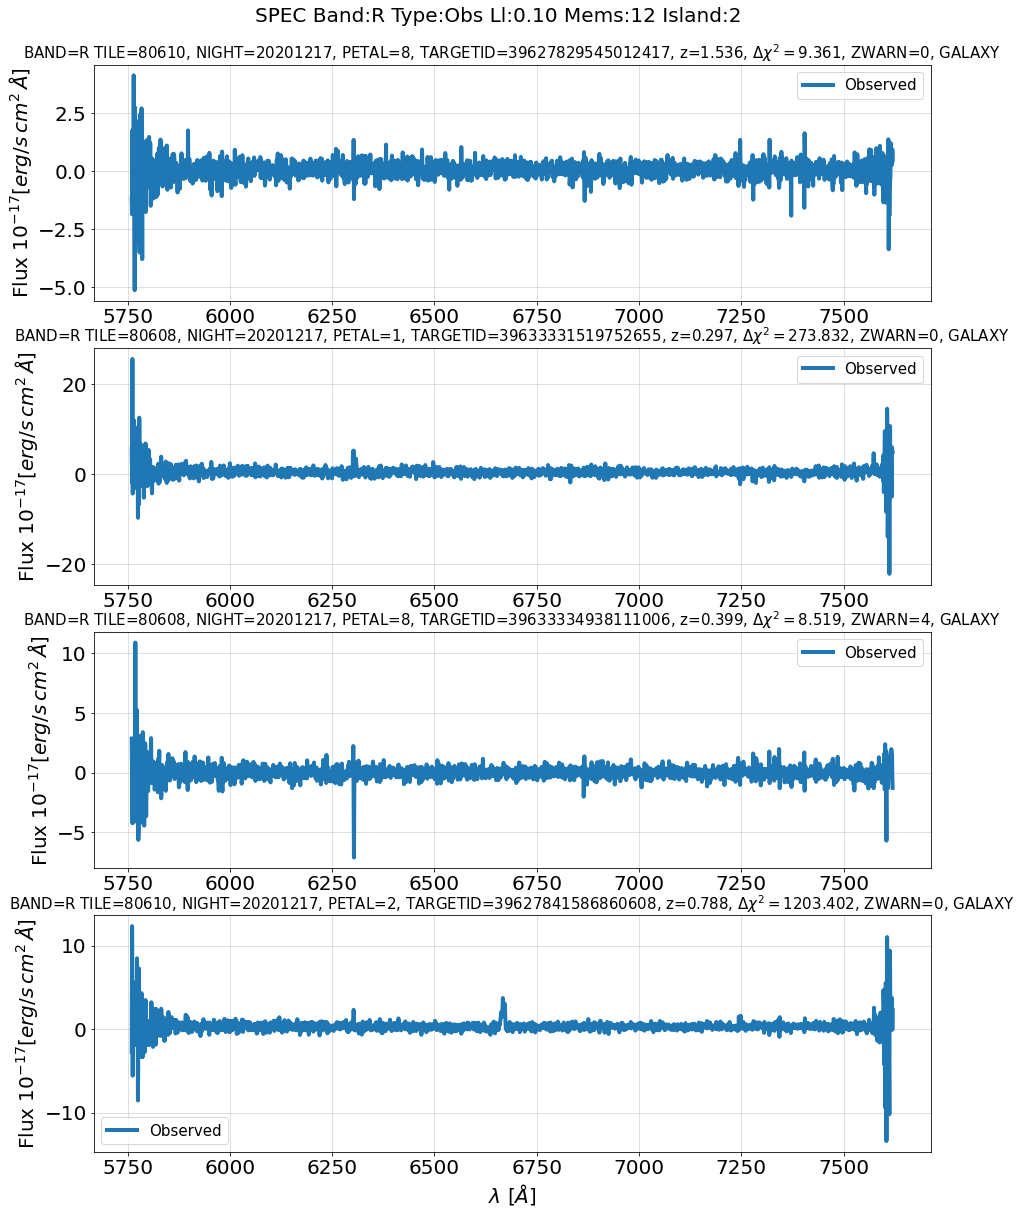 SPEC Band:R Type:Obs Ll:0.10 Mems:12 Island:2
BAND=R TILE=80610, NIGHT=20201217, PETAL=8, TARGETID=39627829545012417, z=1.536, Δχ² = 9.361, ZWARN=0, GALAXY
Flux 10⁻¹⁷[erg/s cm² Å]
2.5
0.0
−2.5
−5.0
Observed
5750 6000 6250 6500 6750 7000 7250 7500
BAND=R TILE=80608, NIGHT=20201217, PETAL=1, TARGETID=39633331519752655, z=0.297, Δχ² = 273.832, ZWARN=0, GALAXY
Flux 10⁻¹⁷[erg/s cm² Å]
20
0
−20
Observed
5750 6000 6250 6500 6750 7000 7250 7500
BAND=R TILE=80608, NIGHT=20201217, PETAL=8, TARGETID=39633334938111006, z=0.399, Δχ² = 8.519, ZWARN=4, GALAXY
Flux 10⁻¹⁷[erg/s cm² Å]
10
5
0
−5
Observed
5750 6000 6250 6500 6750 7000 7250 7500
BAND=R TILE=80610, NIGHT=20201217, PETAL=2, TARGETID=39627841586860608, z=0.788, Δχ² = 1203.402, ZWARN=0, GALAXY
Flux 10⁻¹⁷[erg/s cm² Å]
10
0
−10
Observed
5750 6000 6250 6500 6750 7000 7250 7500
λ [Å]